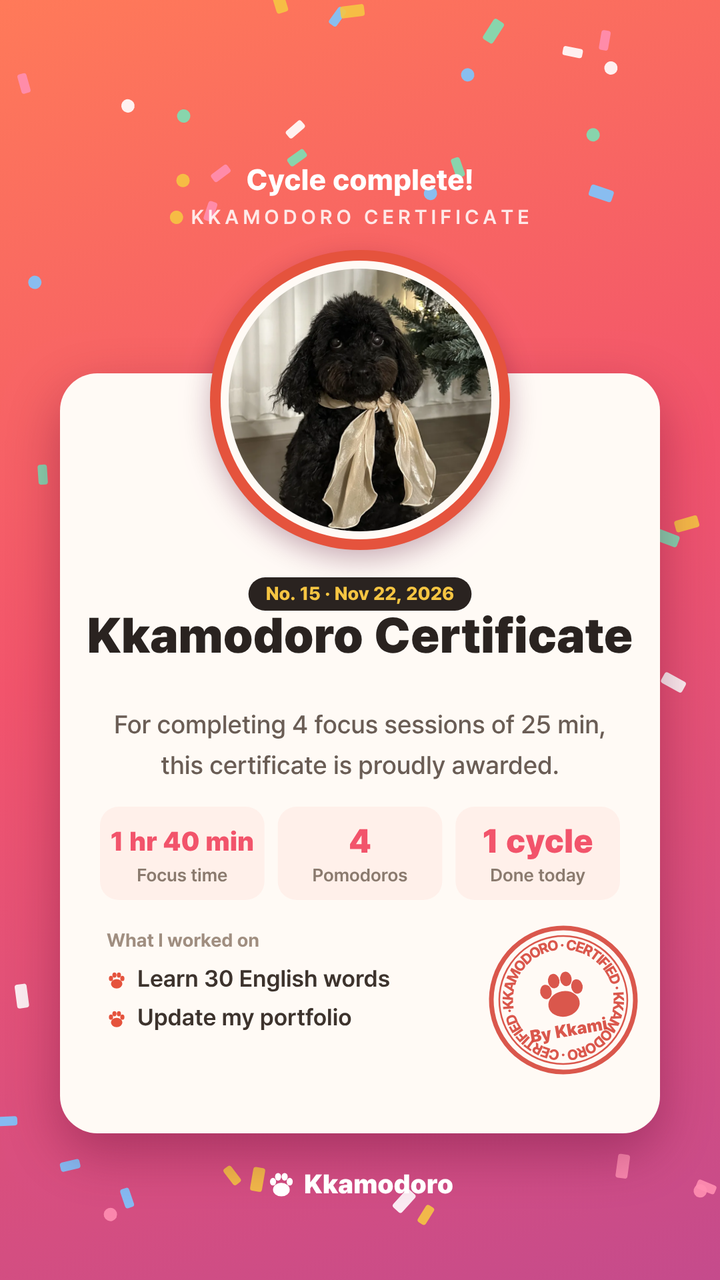 Cycle complete!
KKAMODORO CERTIFICATE
No. 15 · Nov 22, 2026
Kkamodoro Certificate
For completing 4 focus sessions of 25 min,
this certificate is proudly awarded.
1 hr 40 min
Focus time
4
Pomodoros
1 cycle
Done today
What I worked on
Learn 30 English words
Update my portfolio
KKAMODORO · CERTIFIED · KKAMODORO · CERTIFIED ·
By Kkami
Kkamodoro